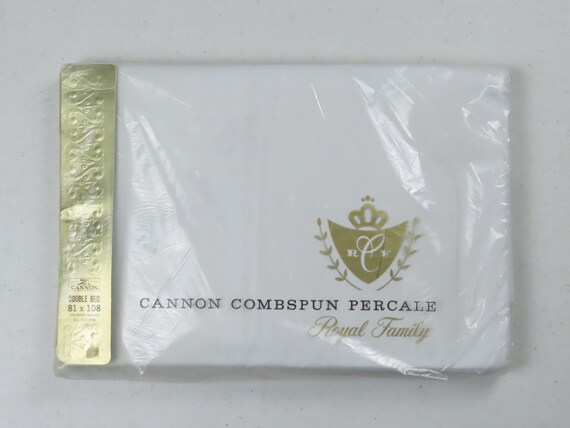 CANNON
DOUBLE BED
81 x 108
R C F
CANNON COMBSPUN PERCALE
Royal Family